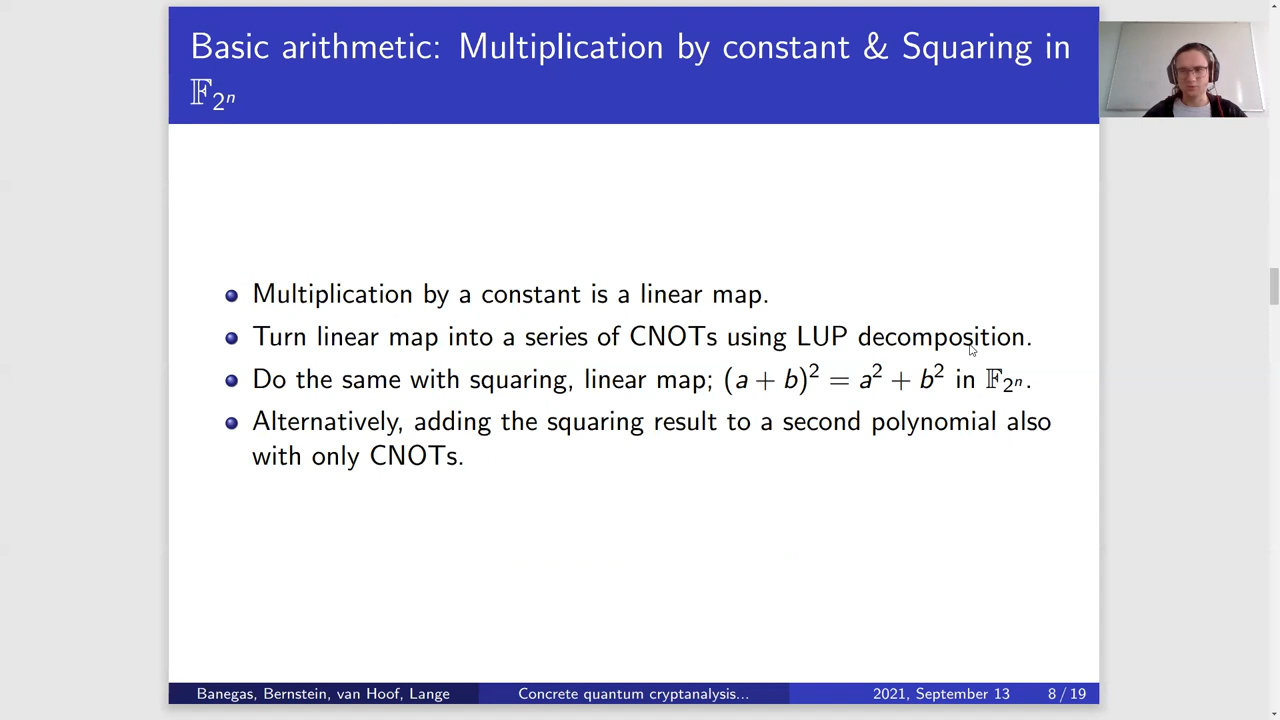 Basic arithmetic: Multiplication by constant & Squaring in
𝔽₂ⁿ
Multiplication by a constant is a linear map.
Turn linear map into a series of CNOTs using LUP decomposition.
Do the same with squaring, linear map; (a + b)² = a² + b² in 𝔽₂ⁿ.
Alternatively, adding the squaring result to a second polynomial also
with only CNOTs.
Banegas, Bernstein, van Hoof, Lange
Concrete quantum cryptanalysis...
2021, September 13
8 / 19